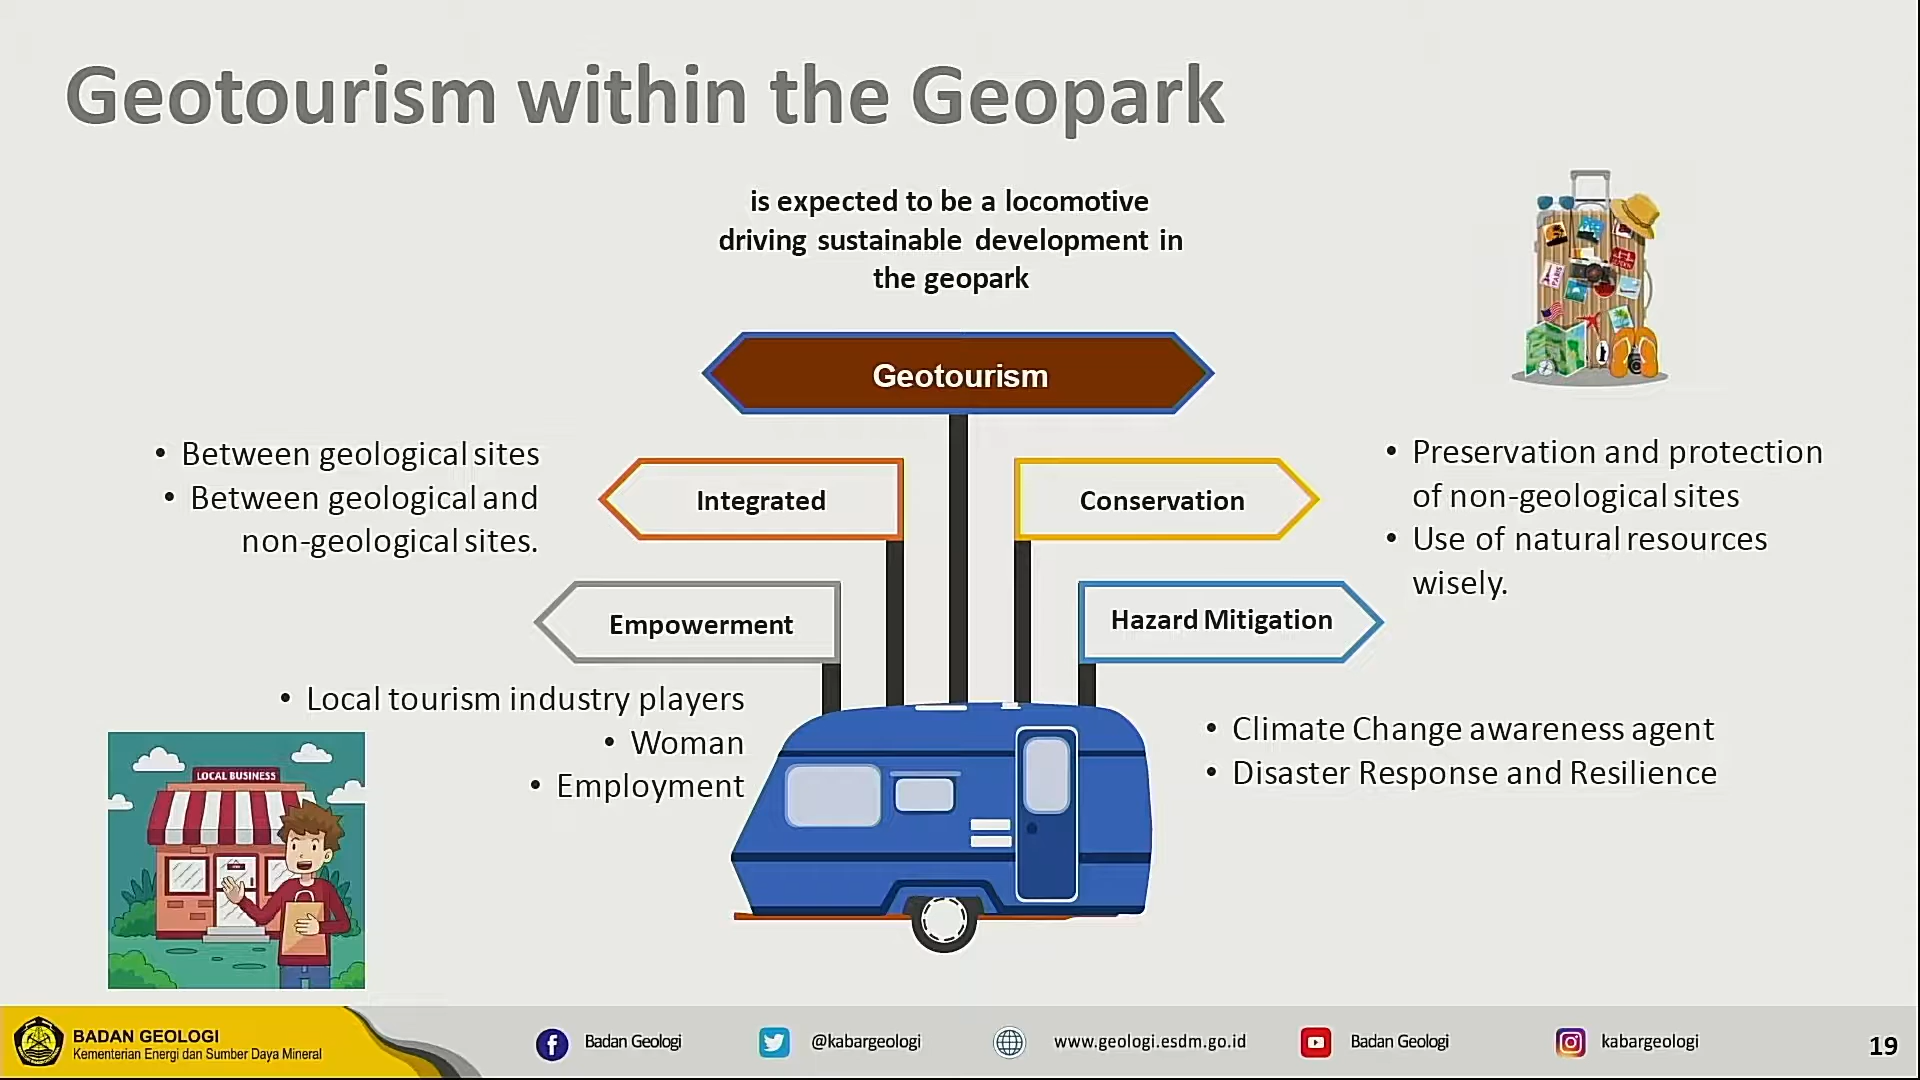 Geotourism within the Geopark
is expected to be a locomotive
driving sustainable development in
the geopark
Geotourism
• Between geological sites
• Between geological and
non-geological sites.
Integrated
Conservation
• Preservation and protection
of non-geological sites
• Use of natural resources
wisely.
Empowerment
Hazard Mitigation
• Local tourism industry players
• Woman
• Employment
• Climate Change awareness agent
• Disaster Response and Resilience
LOCAL BUSINESS
BADAN GEOLOGI
Kementerian Energi dan Sumber Daya Mineral
Badan Geologi
@kabargeologi
www.geologi.esdm.go.id
Badan Geologi
kabargeologi
19